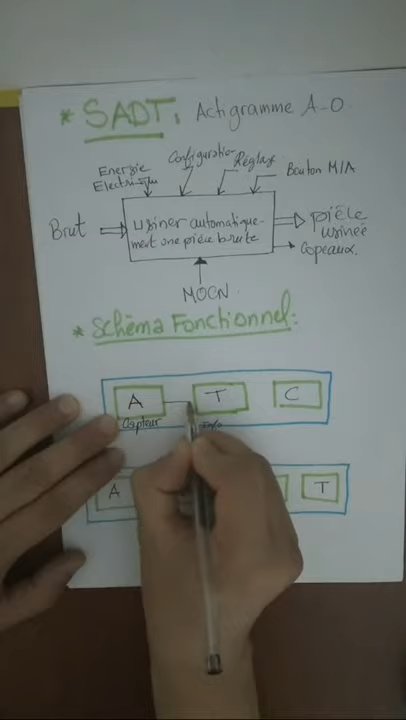 * SADT: Actigramme A-0
Energie
Electrique
Configuration
Réglage
Bouton M/A
Brut
Usiner automatique-
ment une pièce brute
pièce
usinée
Copeaux.
MOCN
* Schéma Fonctionnel:
A
T
C
Capteur
A
T